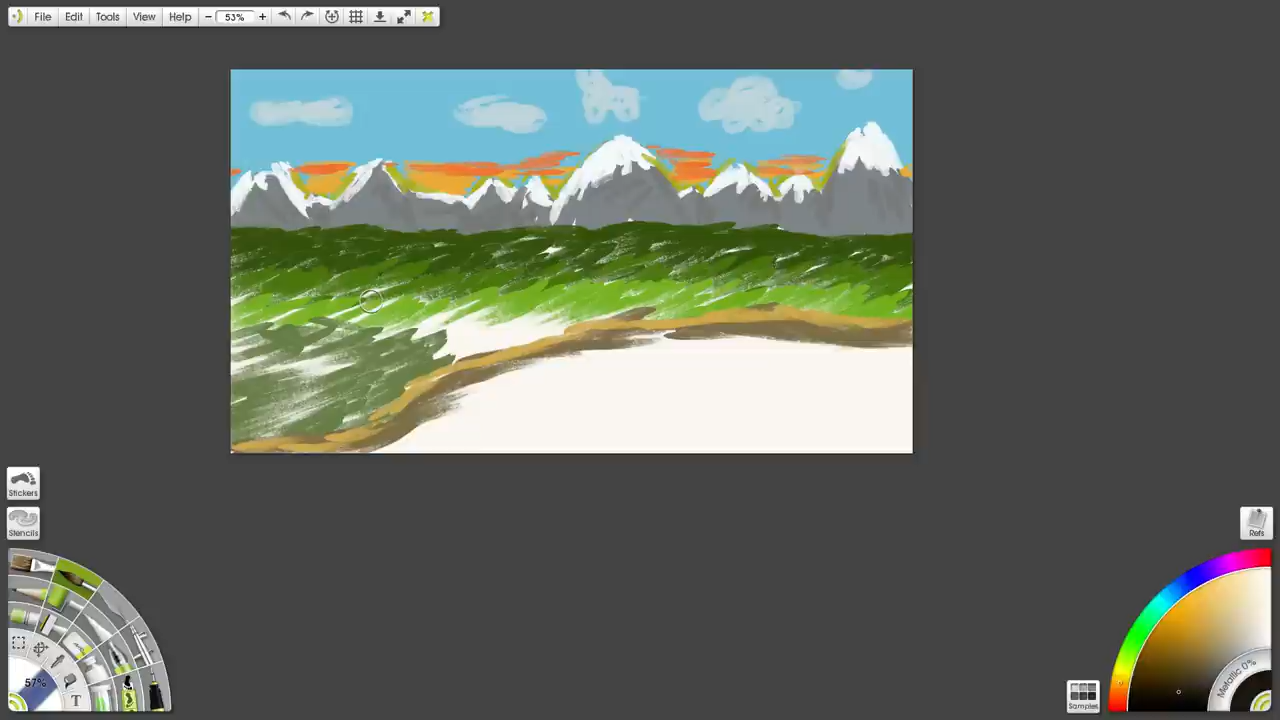 File Edit Tools View Help − 53% +
Stickers
Stencils
Refs
57%
T
Metallic 0%
Samples